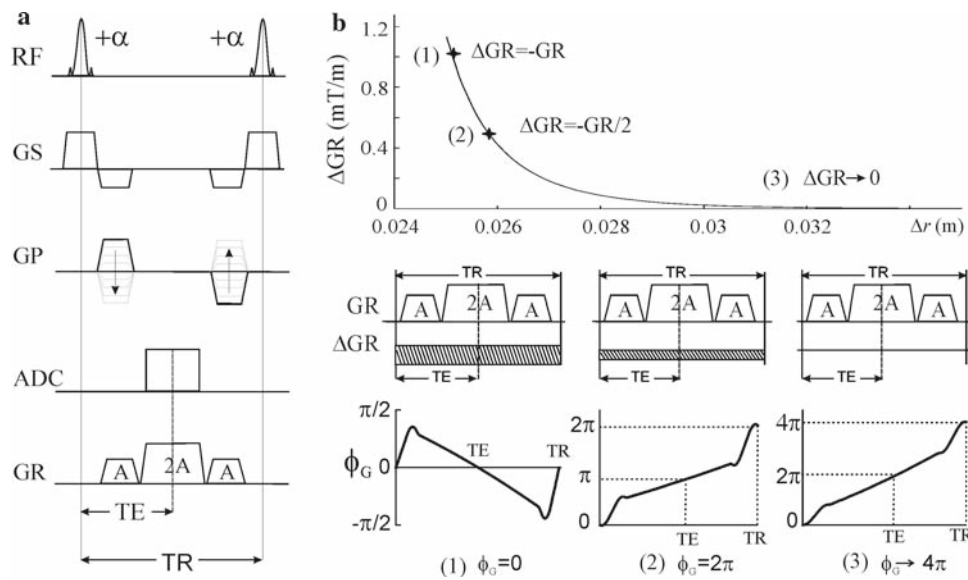 a
+α
+α
RF
GS
GP
ADC
GR
A
2A
A
TE
TR
b
ΔGR (mT/m)
1.2
0.8
0.4
0
(1)
ΔGR=-GR
(2)
ΔGR=-GR/2
(3) ΔGR→0
0.024
0.026
0.028
0.03
0.032
Δr (m)
TR
TR
TR
GR
A
2A
A
A
2A
A
A
2A
A
ΔGR
TE
TE
TE
π/2
ϕG
0
-π/2
TE
TR
2π
π
0
TE
TR
4π
2π
0
TE
TR
(1) ϕG=0
(2) ϕG=2π
(3) ϕG→ 4π